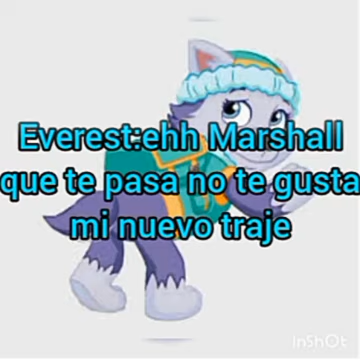 Everest:ehh Marshall
que te pasa no te gusta
mi nuevo traje
InShOt